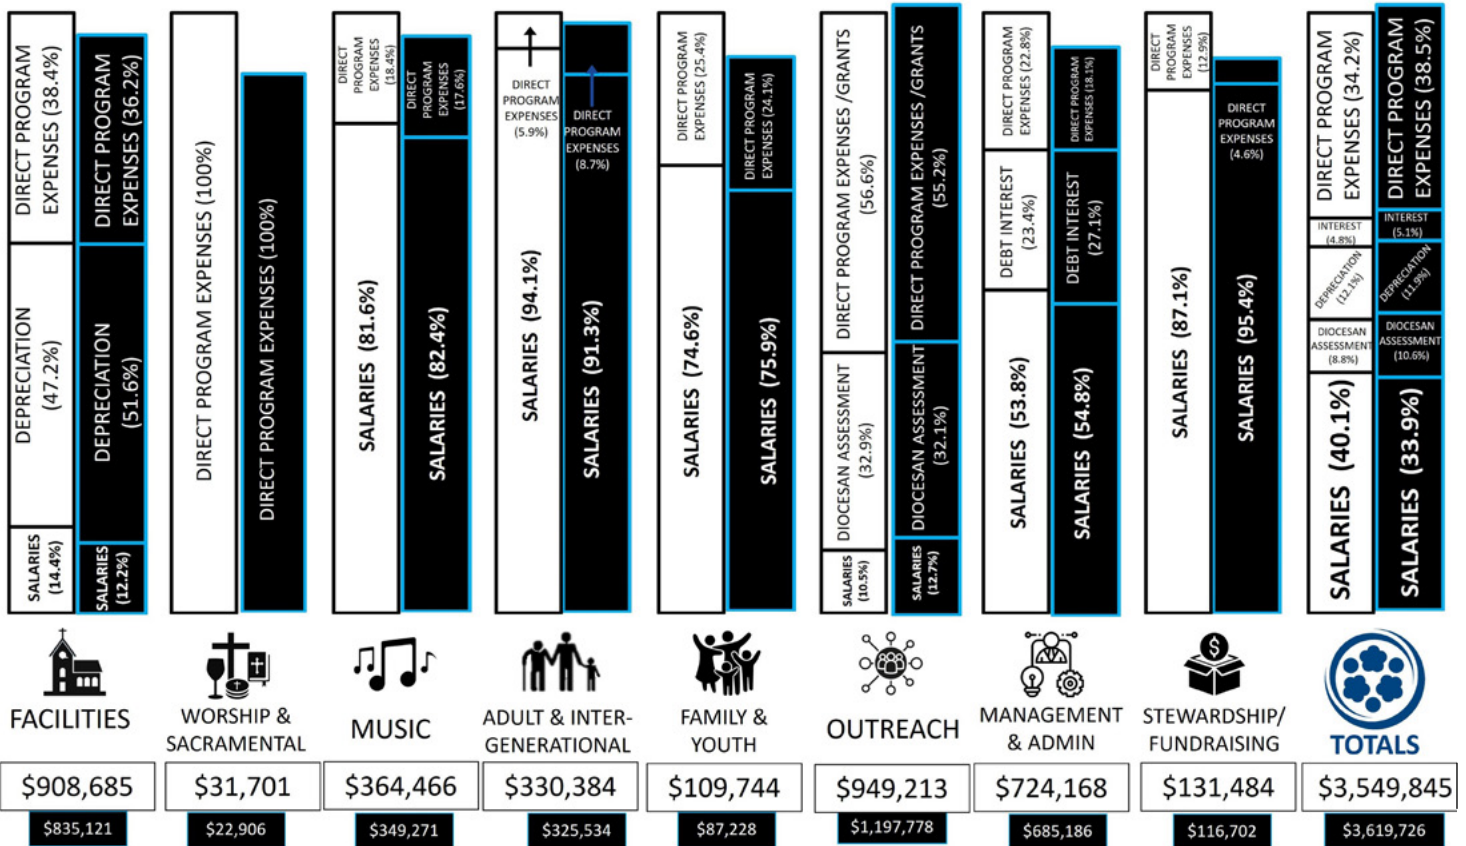 DIRECT PROGRAM
EXPENSES (38.4%)
DEPRECIATION
(47.2%)
SALARIES
(14.4%)
DIRECT PROGRAM
EXPENSES (36.2%)
DEPRECIATION
(51.6%)
SALARIES
(12.2%)
FACILITIES
$908,685
$835,121
DIRECT PROGRAM EXPENSES (100%)
DIRECT PROGRAM EXPENSES (100%)
WORSHIP &
SACRAMENTAL
$31,701
$22,906
DIRECT
PROGRAM
EXPENSES
(18.4%)
SALARIES (81.6%)
DIRECT
PROGRAM
EXPENSES
(17.6%)
SALARIES (82.4%)
MUSIC
$364,466
$349,271
DIRECT
PROGRAM
EXPENSES
(5.9%)
SALARIES (94.1%)
DIRECT
PROGRAM
EXPENSES
(8.7%)
SALARIES (91.3%)
ADULT & INTER-
GENERATIONAL
$330,384
$325,534
DIRECT PROGRAM
EXPENSES (25.4%)
SALARIES (74.6%)
DIRECT PROGRAM
EXPENSES (24.1%)
SALARIES (75.9%)
FAMILY &
YOUTH
$109,744
$87,228
DIRECT PROGRAM EXPENSES /GRANTS
(56.6%)
DIOCESAN ASSESSMENT
(32.9%)
SALARIES
(10.5%)
DIRECT PROGRAM EXPENSES /GRANTS
(55.2%)
DIOCESAN ASSESSMENT
(32.1%)
SALARIES
(12.7%)
OUTREACH
$949,213
$1,197,778
DIRECT PROGRAM
EXPENSES (22.8%)
DEBT INTEREST
(23.4%)
SALARIES (53.8%)
DIRECT PROGRAM
EXPENSES (18.1%)
DEBT INTEREST
(27.1%)
SALARIES (54.8%)
MANAGEMENT
& ADMIN
$724,168
$685,186
DIRECT
PROGRAM
EXPENSES
(12.9%)
SALARIES (87.1%)
DIRECT
PROGRAM
EXPENSES
(4.6%)
SALARIES (95.4%)
STEWARDSHIP/
FUNDRAISING
$131,484
$116,702
DIRECT PROGRAM
EXPENSES (34.2%)
INTEREST
(4.8%)
DEPRECIATION
(12.1%)
DIOCESAN
ASSESSMENT
(8.8%)
SALARIES (40.1%)
DIRECT PROGRAM
EXPENSES (38.5%)
INTEREST
(5.1%)
DEPRECIATION
(11.9%)
DIOCESAN
ASSESSMENT
(10.6%)
SALARIES (33.9%)
TOTALS
$3,549,845
$3,619,726